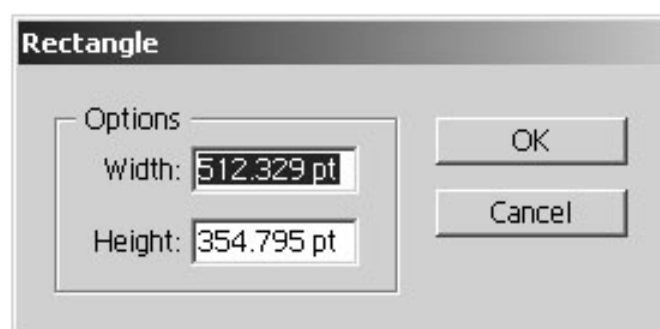 Rectangle
Options
Width: 512.329 pt
Height: 354.795 pt
OK
Cancel